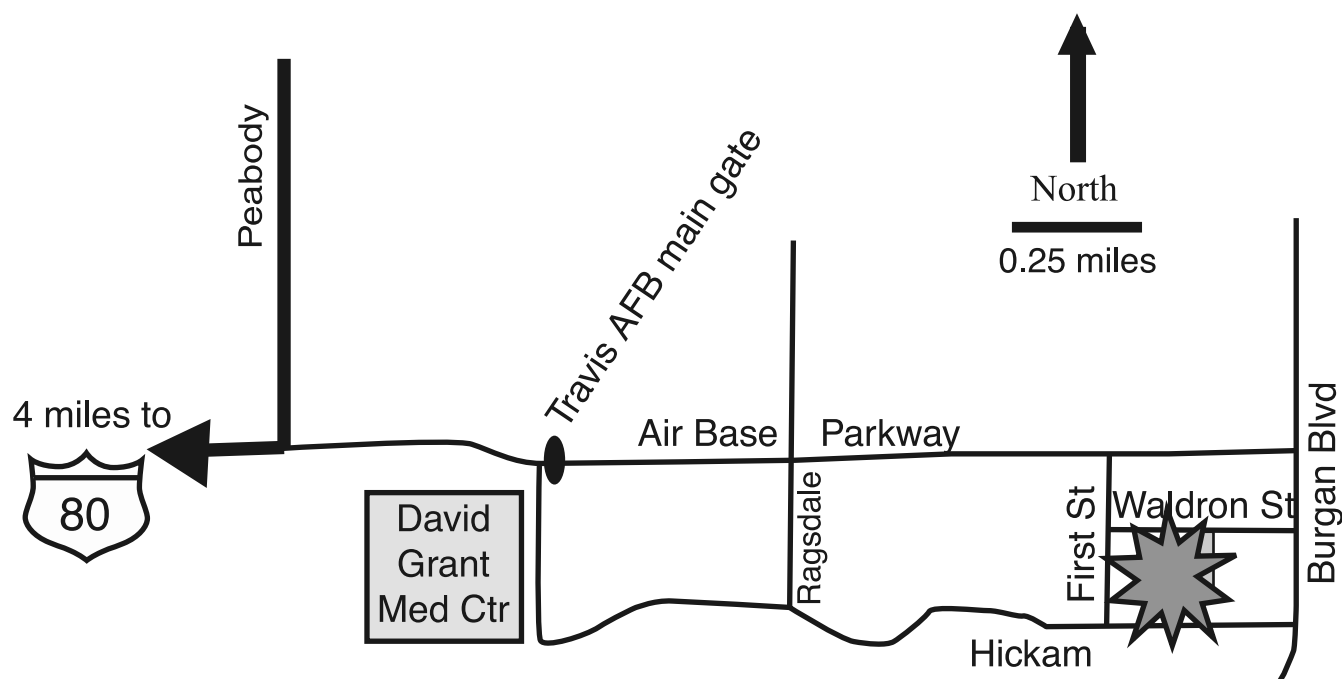 Peabody
Travis AFB main gate
North
0.25 miles
4 miles to
80
Air Base Parkway
David
Grant
Med Ctr
Ragsdale
First St
Waldron St
Burgan Blvd
Hickam